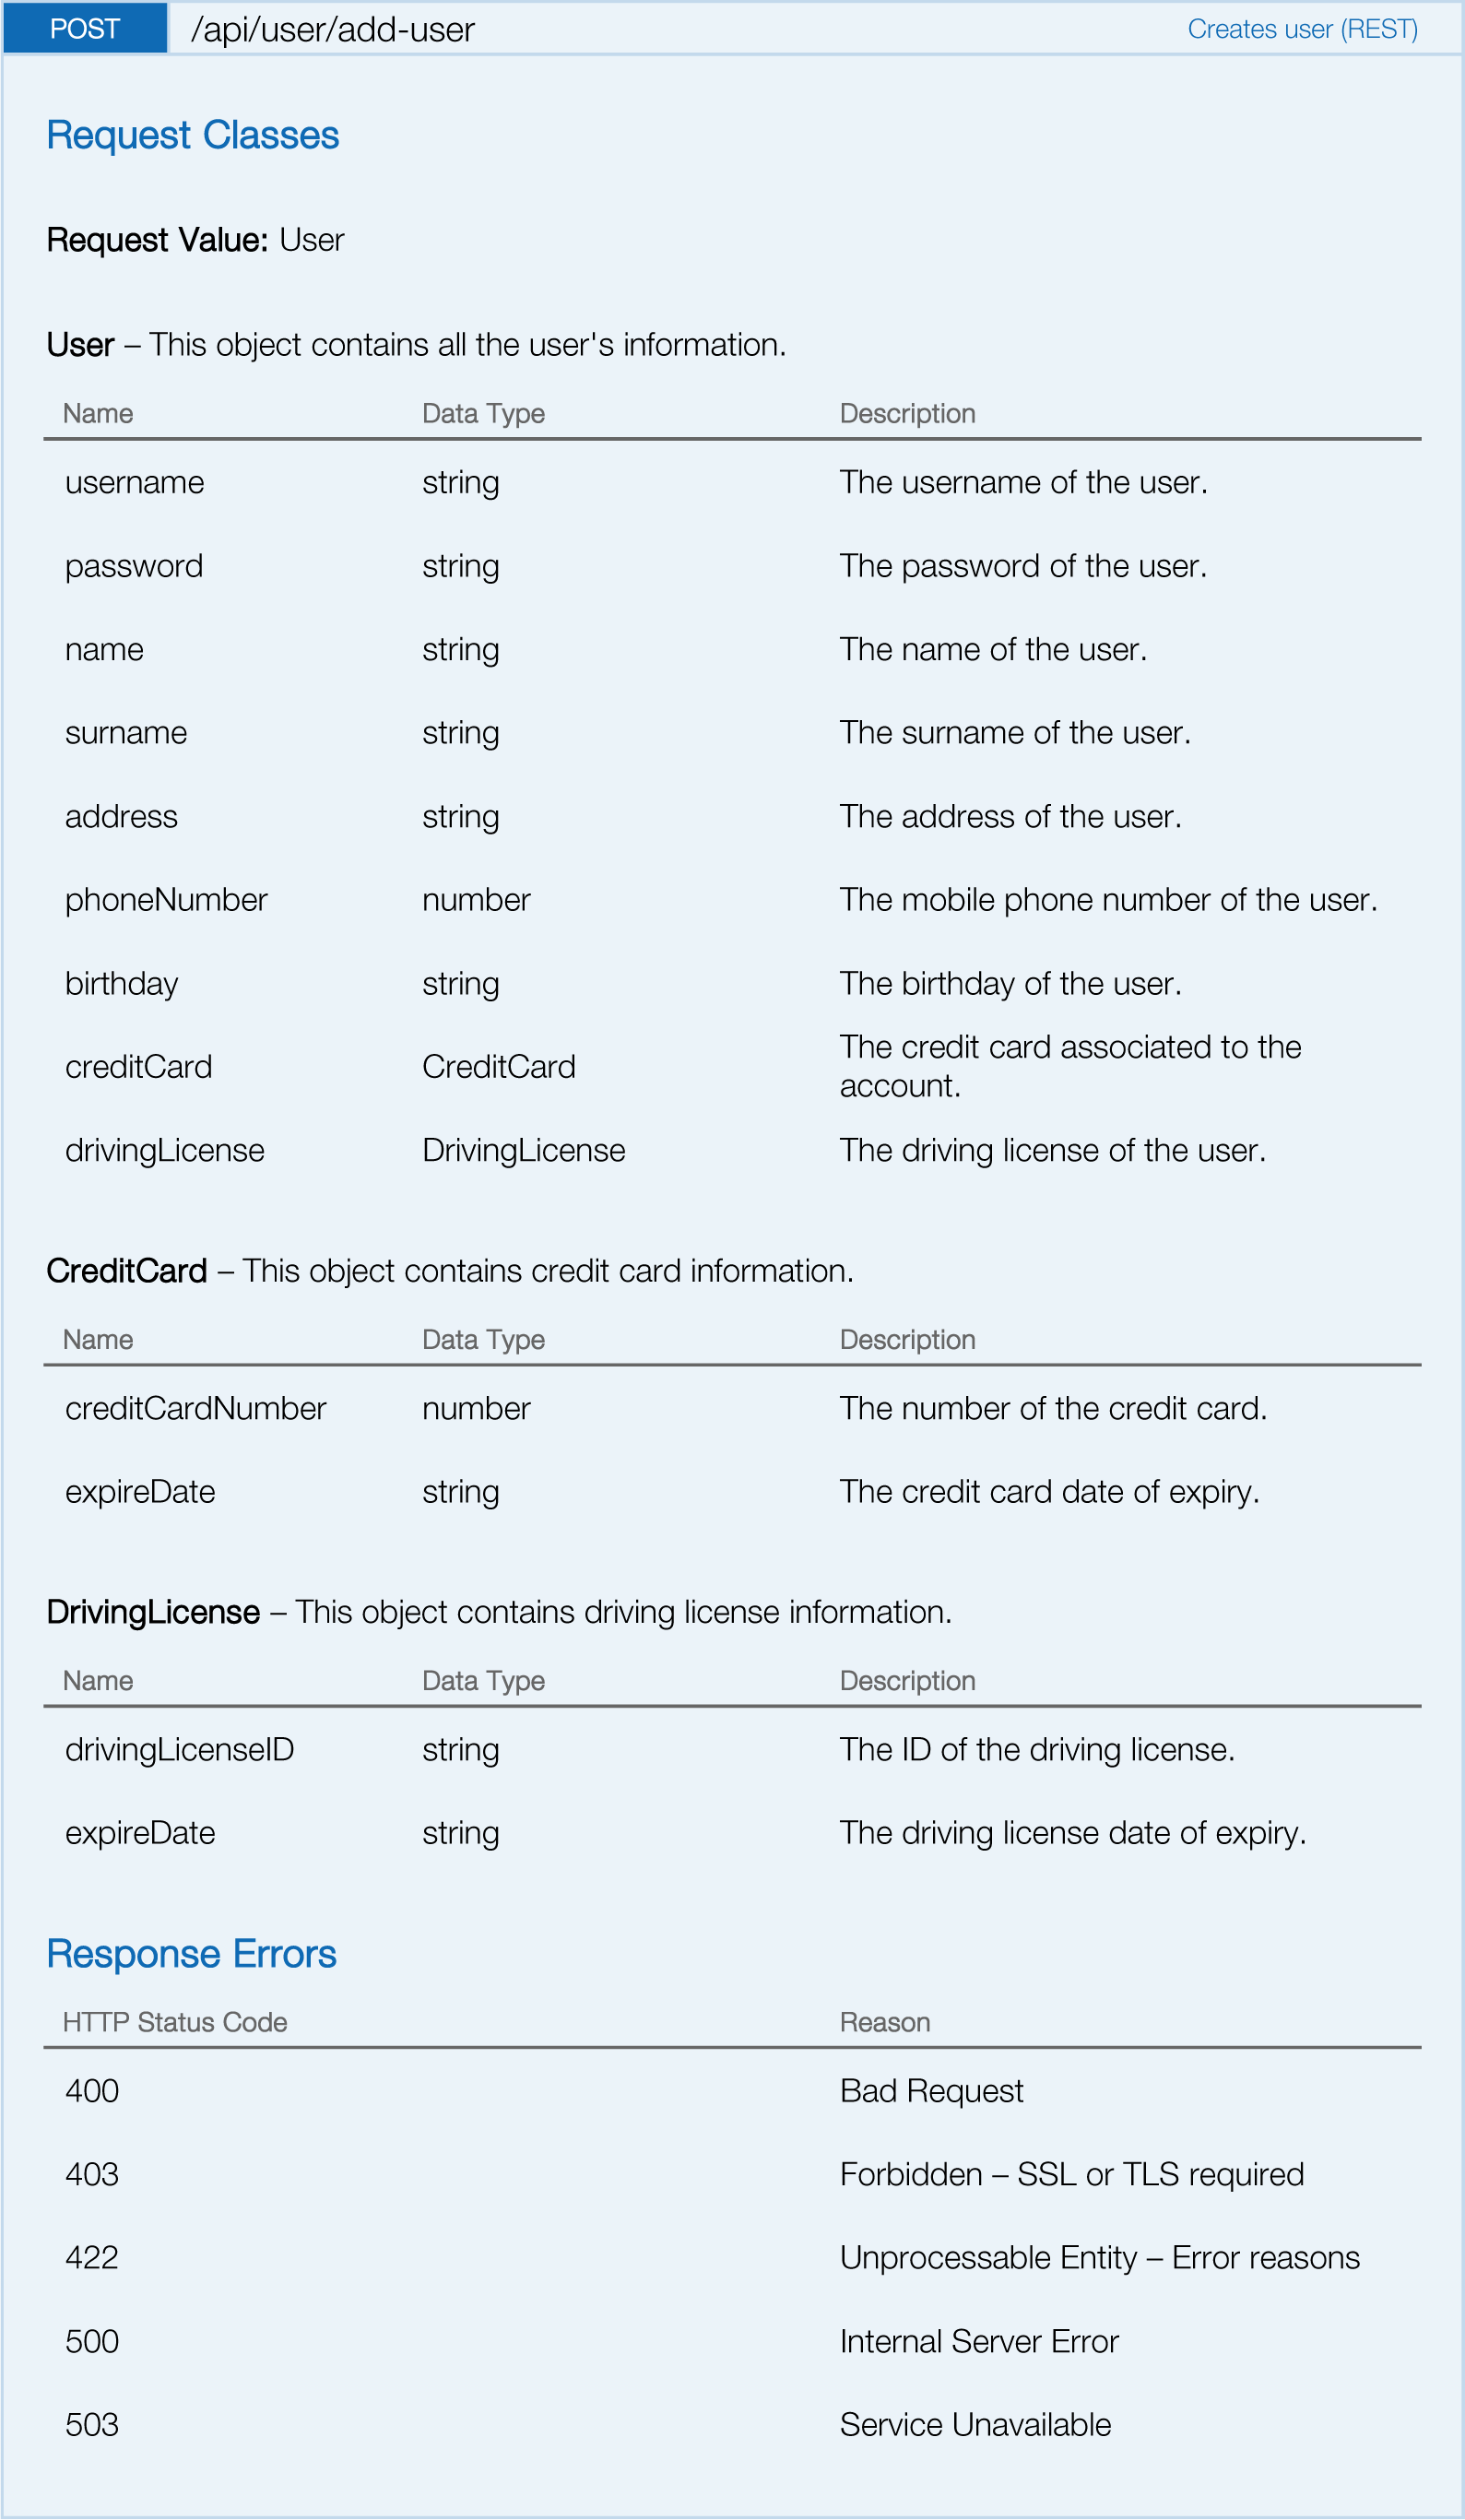 POST /api/user/add-user Creates user (REST)
Request Classes
Request Value: User
User – This object contains all the user's information.
Name Data Type Description
username string The username of the user.
password string The password of the user.
name string The name of the user.
surname string The surname of the user.
address string The address of the user.
phoneNumber number The mobile phone number of the user.
birthday string The birthday of the user.
creditCard CreditCard The credit card associated to the
account.
drivingLicense DrivingLicense The driving license of the user.
CreditCard – This object contains credit card information.
Name Data Type Description
creditCardNumber number The number of the credit card.
expireDate string The credit card date of expiry.
DrivingLicense – This object contains driving license information.
Name Data Type Description
drivingLicenseID string The ID of the driving license.
expireDate string The driving license date of expiry.
Response Errors
HTTP Status Code Reason
400 Bad Request
403 Forbidden – SSL or TLS required
422 Unprocessable Entity – Error reasons
500 Internal Server Error
503 Service Unavailable